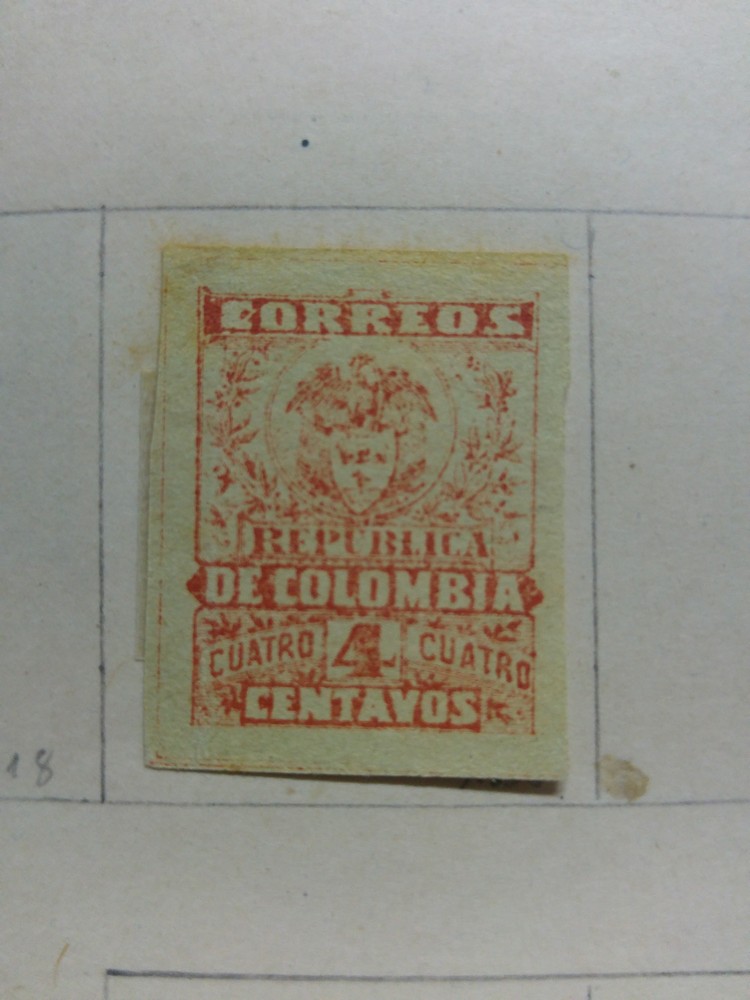 CORREOS
REPUBLICA
DE COLOMBIA
CUATRO 4 CUATRO
CENTAVOS
18